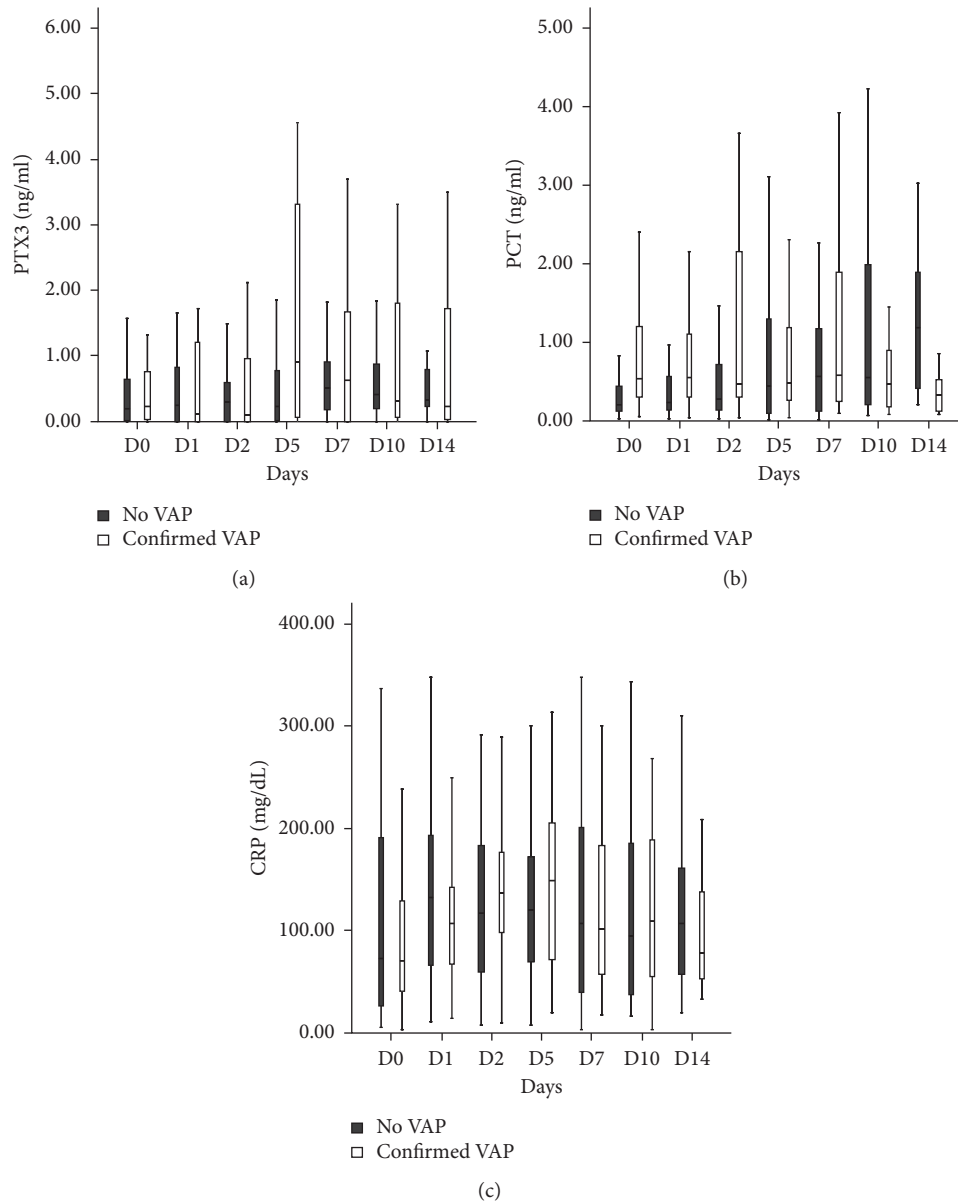 6.00
5.00
4.00
3.00
2.00
1.00
0.00
PTX3 (ng/ml)
D0 D1 D2 D5 D7 D10 D14
Days
No VAP
Confirmed VAP
(a)
5.00
4.00
3.00
2.00
1.00
0.00
PCT (ng/ml)
D0 D1 D2 D5 D7 D10 D14
Days
No VAP
Confirmed VAP
(b)
400.00
300.00
200.00
100.00
0.00
CRP (mg/dL)
D0 D1 D2 D5 D7 D10 D14
Days
No VAP
Confirmed VAP
(c)